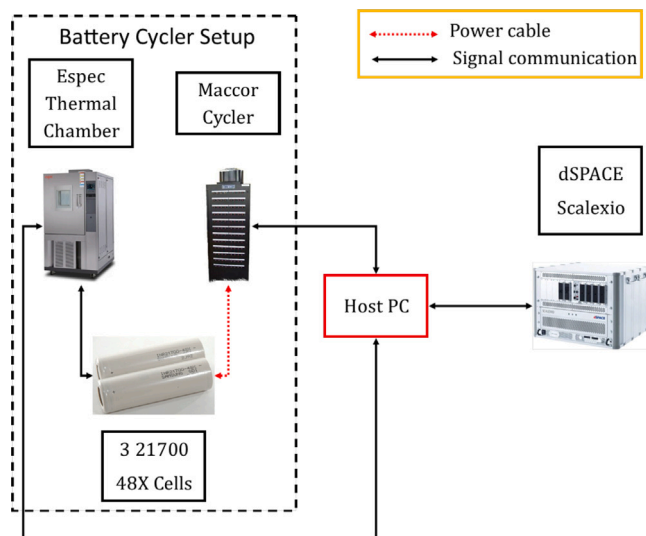 Battery Cycler Setup
Power cable
Signal communication
Espec
Thermal
Chamber
Maccor
Cycler
dSPACE
Scalexio
Host PC
3 21700
48X Cells